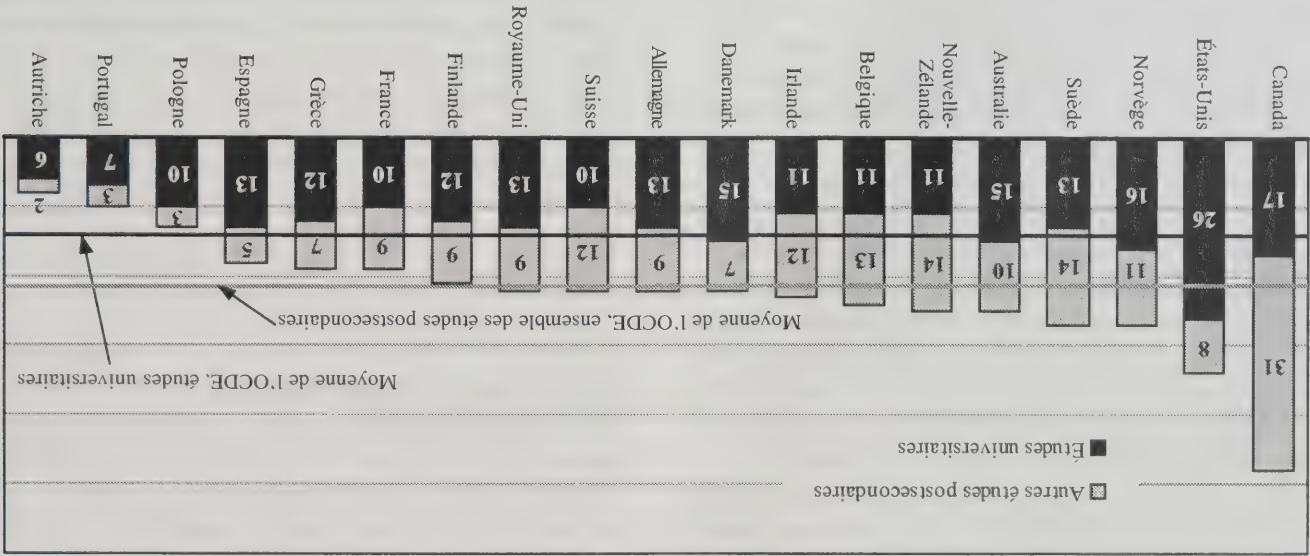 Autres études postsecondaires
Études universitaires
Moyenne de l'OCDE, études universitaires
Moyenne de l'OCDE, ensemble des études postsecondaires
31 8 11 14 10 14 13 12 7 9 12 9 9 9 7 5 3 3 2
17 26 16 13 15 11 11 11 15 13 10 13 12 10 12 13 10 7 6
Canada
États-Unis
Norvège
Suède
Australie
Nouvelle-
Zélande
Belgique
Irlande
Danemark
Allemagne
Suisse
Royaume-Uni
Finlande
France
Grèce
Espagne
Pologne
Portugal
Autriche